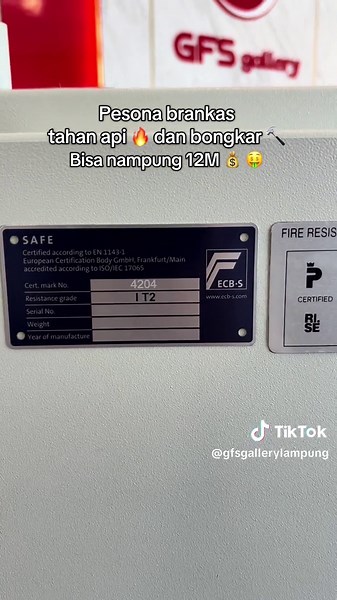 GFS gallery
Pesona brankas
tahan api 🔥 dan bongkar 🔨
Bisa nampung 12M 💰 🤑
SAFE
Certified according to EN 1143-1
European Certification Body GmbH, Frankfurt/Main
accredited according to ISO/IEC 17065
Cert. mark No. 4204
Resistance grade I T2
Serial No.
Weight
Year of manufacture
ECB·S
www.ecb-s.com
FIRE RESIS
P
CERTIFIED
RI.
SE
TikTok
@gfsgallerylampung